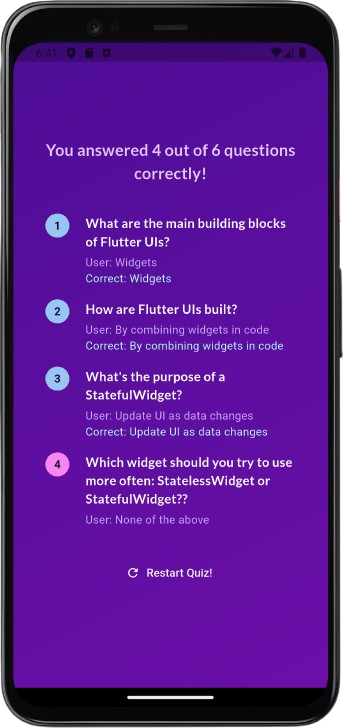 6:41
You answered 4 out of 6 questions
correctly!
1
What are the main building blocks
of Flutter UIs?
User: Widgets
Correct: Widgets
2
How are Flutter UIs built?
User: By combining widgets in code
Correct: By combining widgets in code
3
What's the purpose of a
StatefulWidget?
User: Update UI as data changes
Correct: Update UI as data changes
4
Which widget should you try to use
more often: StatelessWidget or
StatefulWidget??
User: None of the above
Restart Quiz!